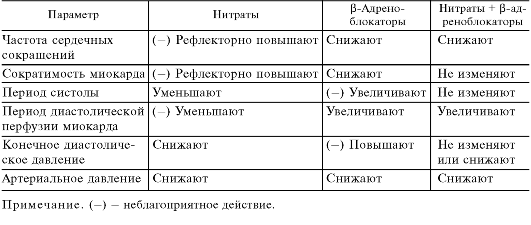 Параметр Нитраты β-Адрено- Нитраты + β-ад-
блокаторы реноблокаторы
Частота сердечных (−) Рефлекторно повышают Снижают Снижают
сокращений
Сократимость миокарда (−) Рефлекторно повышают Снижают Не изменяют
Период систолы Уменьшают (−) Увеличивают Не изменяют
Период диастолической (−) Уменьшают Увеличивают Увеличивают
перфузии миокарда
Конечное диастоличе- Снижают (−) Повышают Не изменяют
ское давление или снижают
Артериальное давление Снижают Снижают Снижают
Примечание. (−) − неблагоприятное действие.